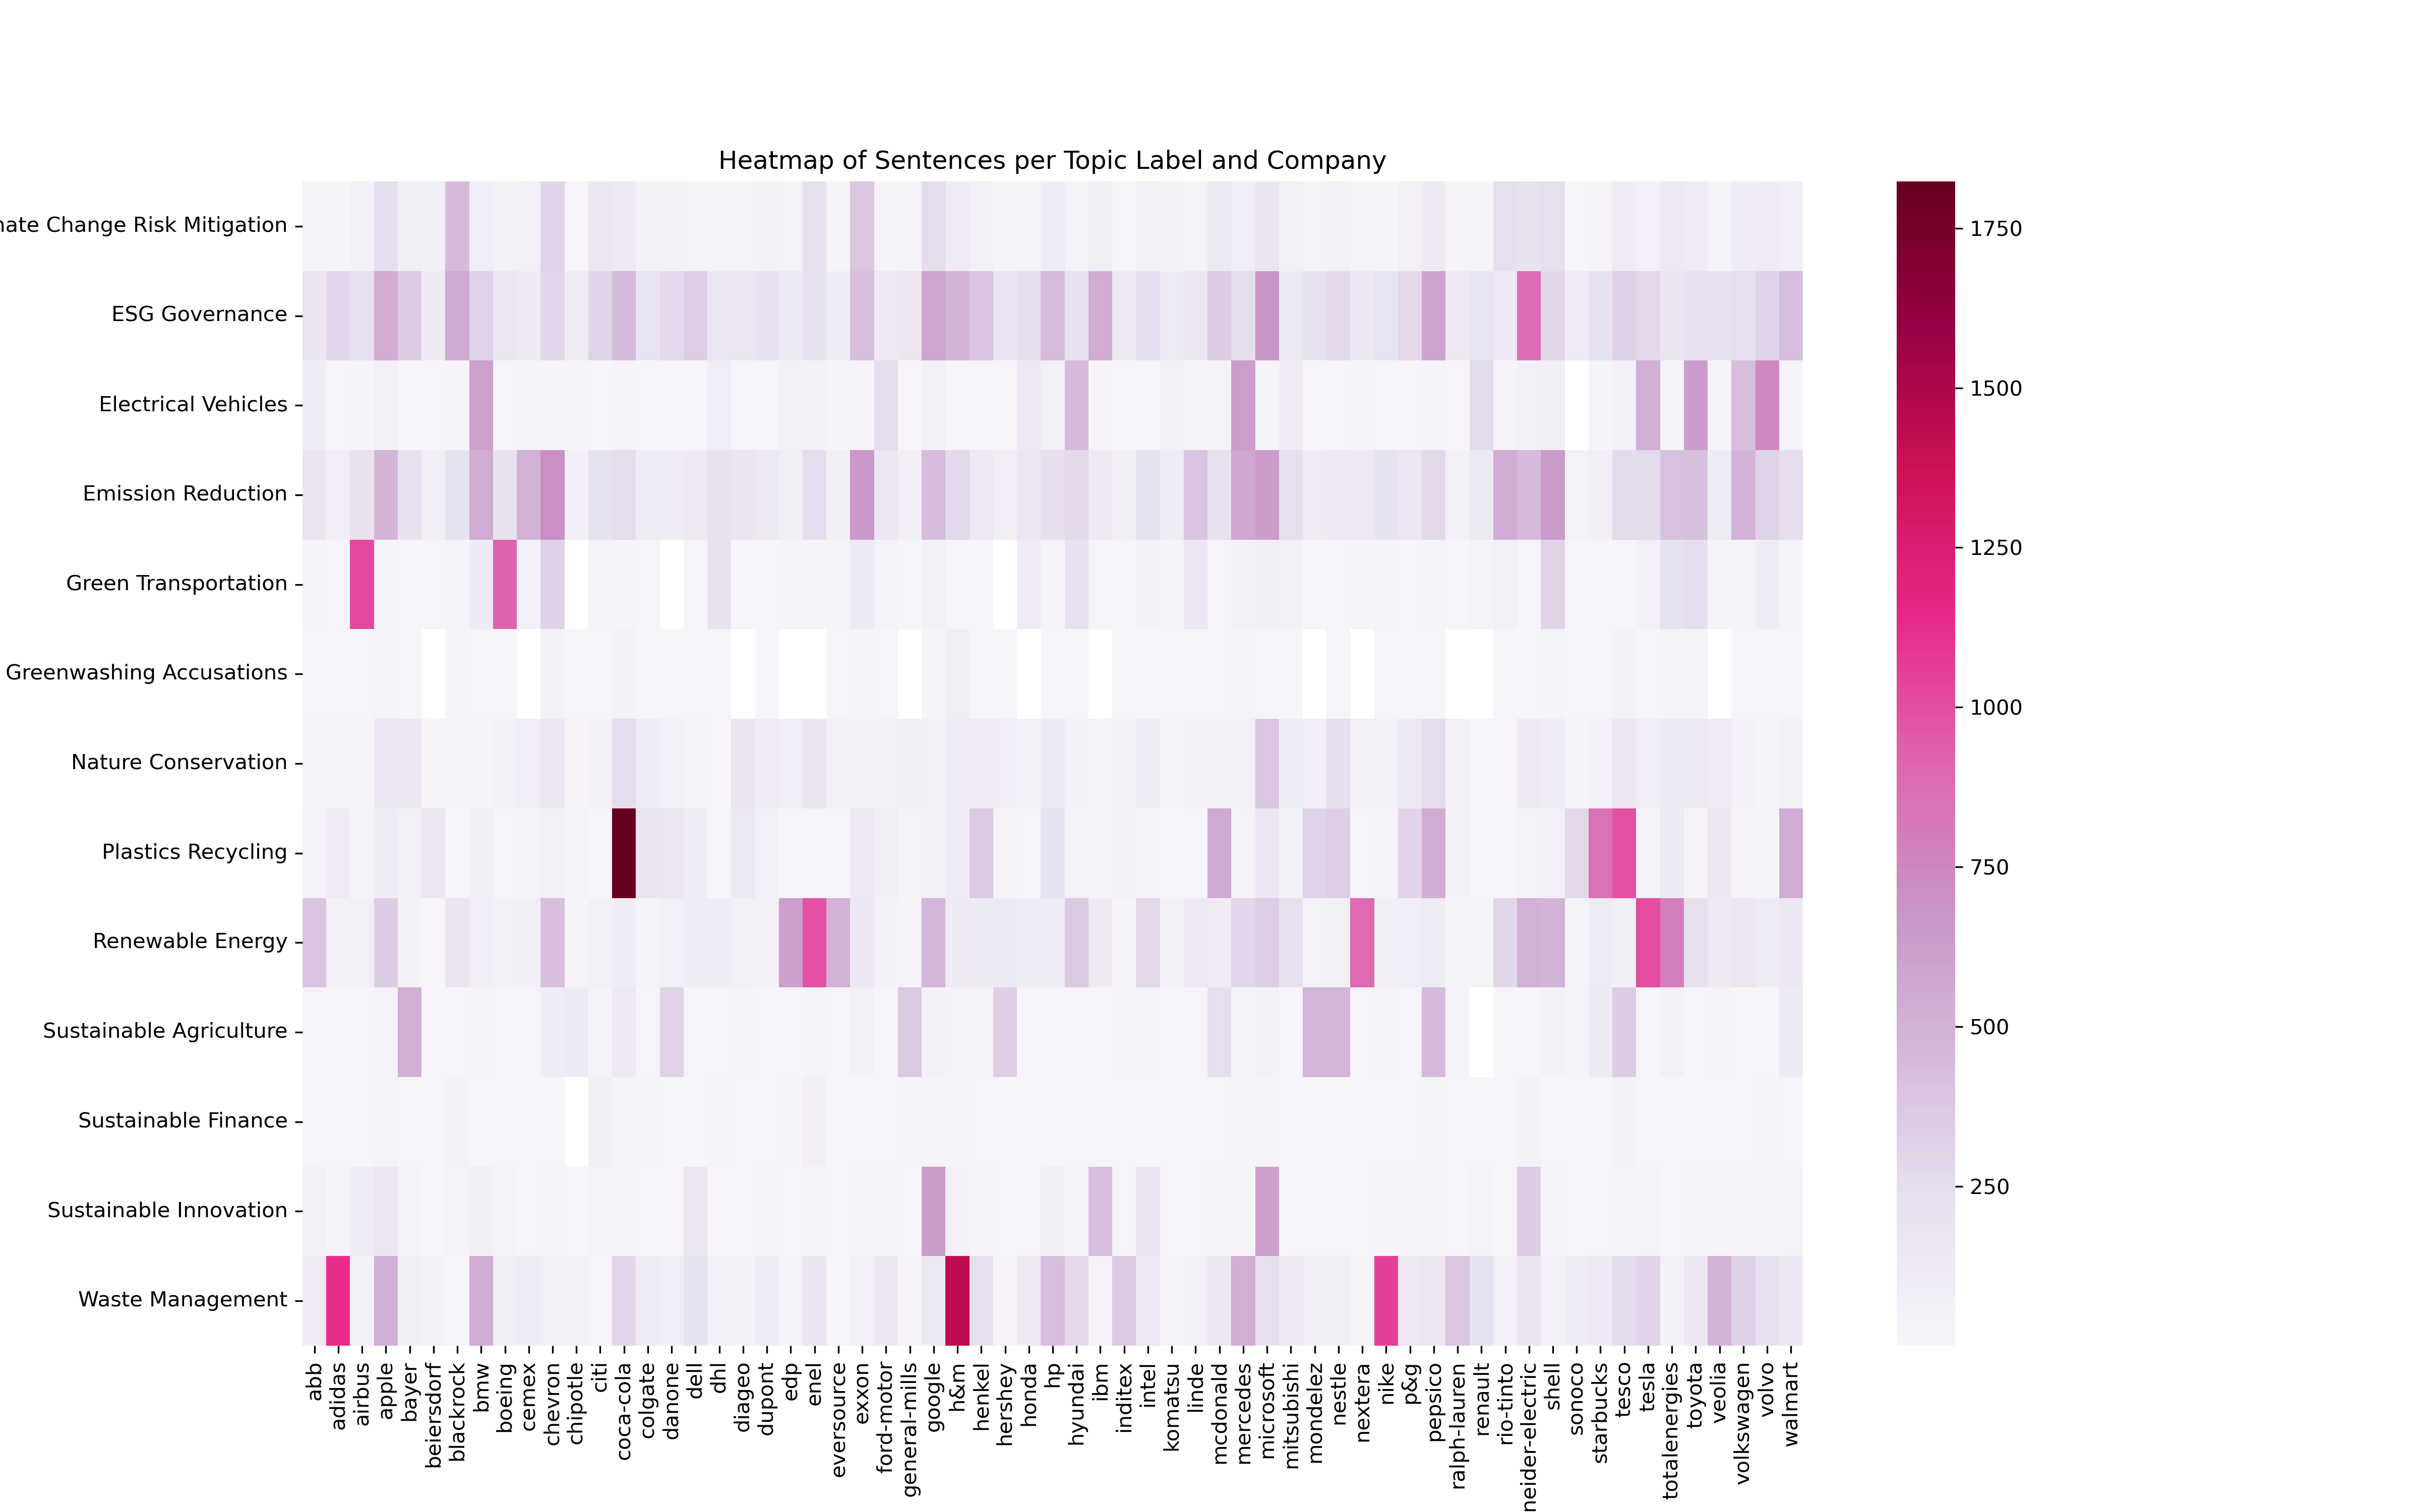 Heatmap of Sentences per Topic Label and Company
nate Change Risk Mitigation
ESG Governance
Electrical Vehicles
Emission Reduction
Green Transportation
Greenwashing Accusations
Nature Conservation
Plastics Recycling
Renewable Energy
Sustainable Agriculture
Sustainable Finance
Sustainable Innovation
Waste Management
abb
adidas
airbus
apple
bayer
beiersdorf
blackrock
bmw
boeing
cemex
chevron
chipotle
citi
coca-cola
colgate
danone
dell
dhl
diageo
dupont
edp
enel
eversource
exxon
ford-motor
general-mills
google
h&m
henkel
hershey
honda
hp
hyundai
ibm
inditex
intel
komatsu
linde
mcdonald
mercedes
microsoft
mitsubishi
mondelez
nestle
nextera
nike
p&g
pepsico
ralph-lauren
renault
rio-tinto
neider-electric
shell
sonoco
starbucks
tesco
tesla
totalenergies
toyota
veolia
volkswagen
volvo
walmart
1750
1500
1250
1000
750
500
250